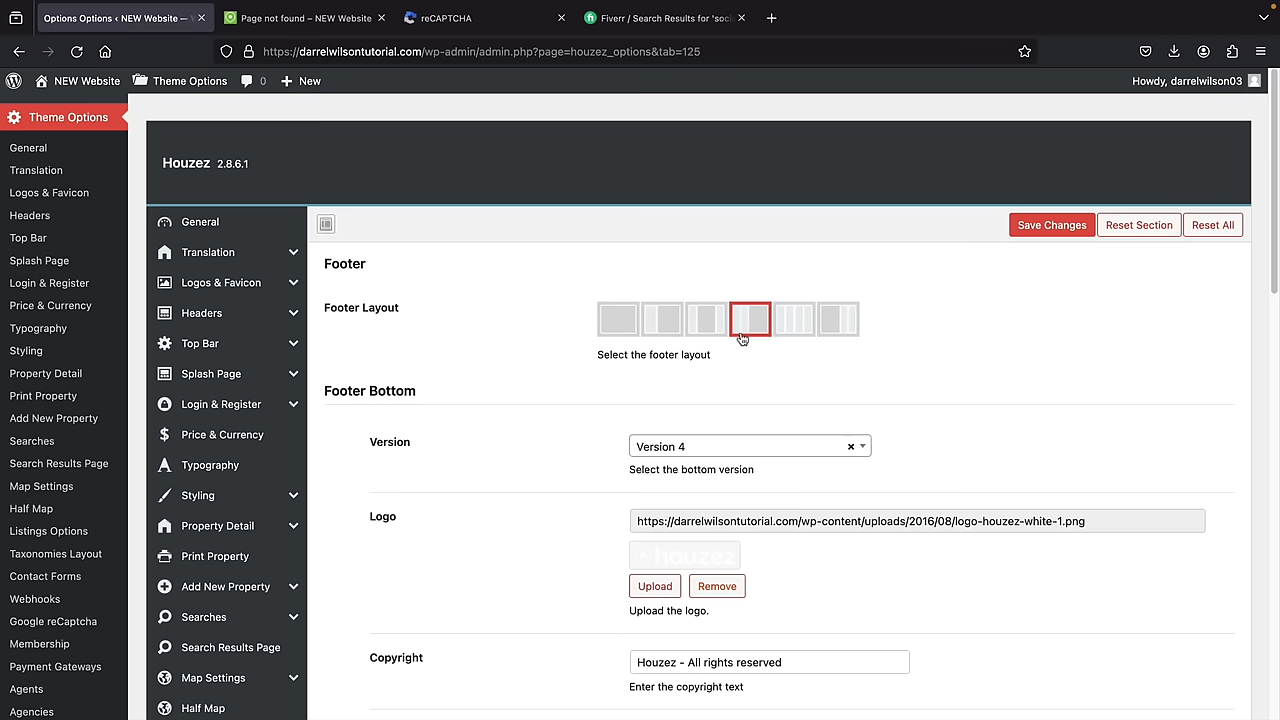 Options Options ‹ NEW Website —
Page not found – NEW Website
reCAPTCHA
Fiverr / Search Results for 'soci
https://darrelwilsontutorial.com/wp-admin/admin.php?page=houzez_options&tab=125
NEW Website
Theme Options
0
New
Howdy, darrelwilson03
Theme Options
General
Translation
Logos & Favicon
Headers
Top Bar
Splash Page
Login & Register
Price & Currency
Typography
Styling
Property Detail
Print Property
Add New Property
Searches
Search Results Page
Map Settings
Half Map
Listings Options
Taxonomies Layout
Contact Forms
Webhooks
Google reCaptcha
Membership
Payment Gateways
Agents
Agencies
Houzez 2.8.6.1
General
Translation
Logos & Favicon
Headers
Top Bar
Splash Page
Login & Register
Price & Currency
Typography
Styling
Property Detail
Print Property
Add New Property
Searches
Search Results Page
Map Settings
Half Map
Save Changes
Reset Section
Reset All
Footer
Footer Layout
Select the footer layout
Footer Bottom
Version
Version 4
Select the bottom version
Logo
https://darrelwilsontutorial.com/wp-content/uploads/2016/08/logo-houzez-white-1.png
houzez
Upload
Remove
Upload the logo.
Copyright
Houzez - All rights reserved
Enter the copyright text